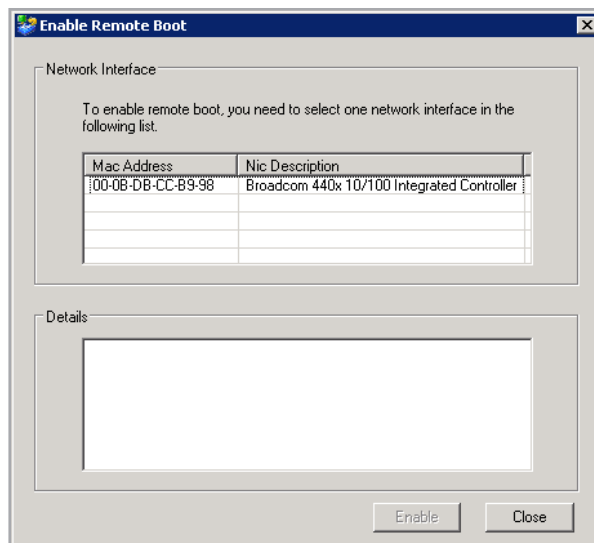 Enable Remote Boot
Network Interface
To enable remote boot, you need to select one network interface in the
following list.
Mac Address Nic Description
00-0B-DB-CC-B9-98 Broadcom 440x 10/100 Integrated Controller
Details
Enable Close